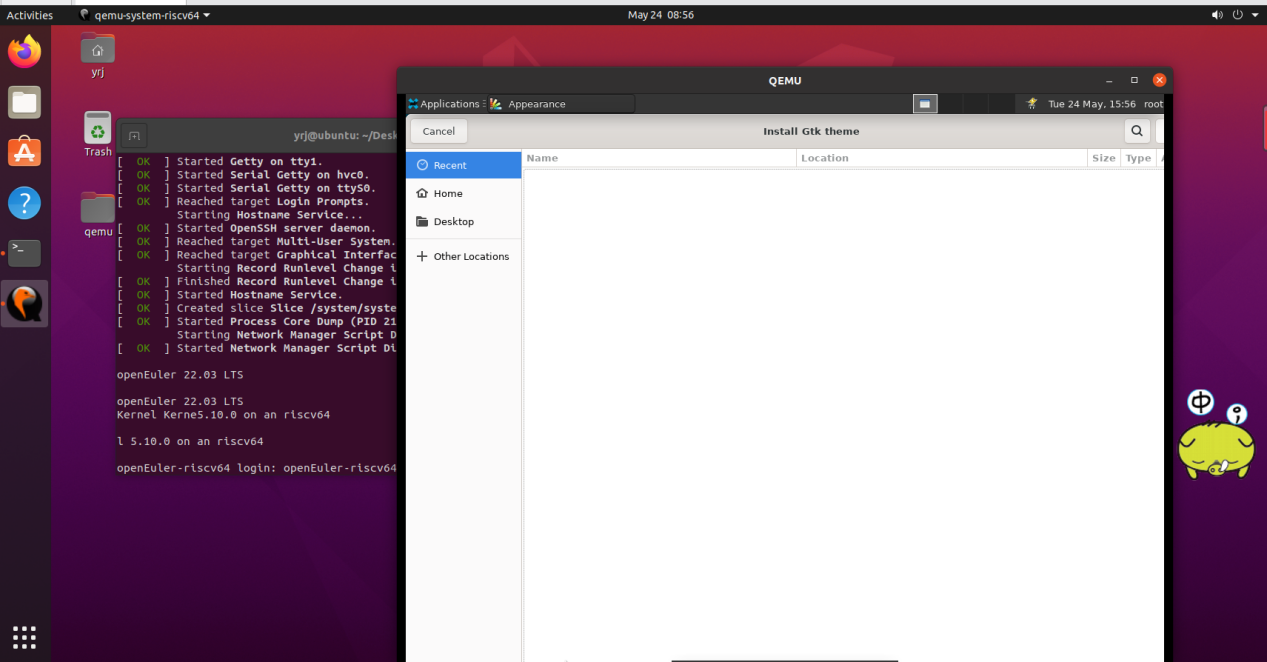 Activities
qemu-system-riscv64
May 24 08:56
yrj
Trash
qemu
yrj@ubuntu: ~/Desk
[ OK ] Started Getty on tty1.
[ OK ] Started Serial Getty on hvc0.
[ OK ] Started Serial Getty on ttyS0.
[ OK ] Reached target Login Prompts.
Starting Hostname Service...
[ OK ] Started OpenSSH server daemon.
[ OK ] Reached target Multi-User System.
[ OK ] Reached target Graphical Interfac
Starting Record Runlevel Change i
[ OK ] Finished Record Runlevel Change i
[ OK ] Started Hostname Service.
[ OK ] Created slice Slice /system/syste
[ OK ] Started Process Core Dump (PID 21
Starting Network Manager Script D
[ OK ] Started Network Manager Script Di
openEuler 22.03 LTS
openEuler 22.03 LTS
Kernel Kerne5.10.0 on an riscv64
l 5.10.0 on an riscv64
openEuler-riscv64 login: openEuler-riscv64
QEMU
Applications
Appearance
Tue 24 May, 15:56 root
Cancel
Install Gtk theme
Recent
Home
Desktop
Other Locations
Name Location Size Type
中